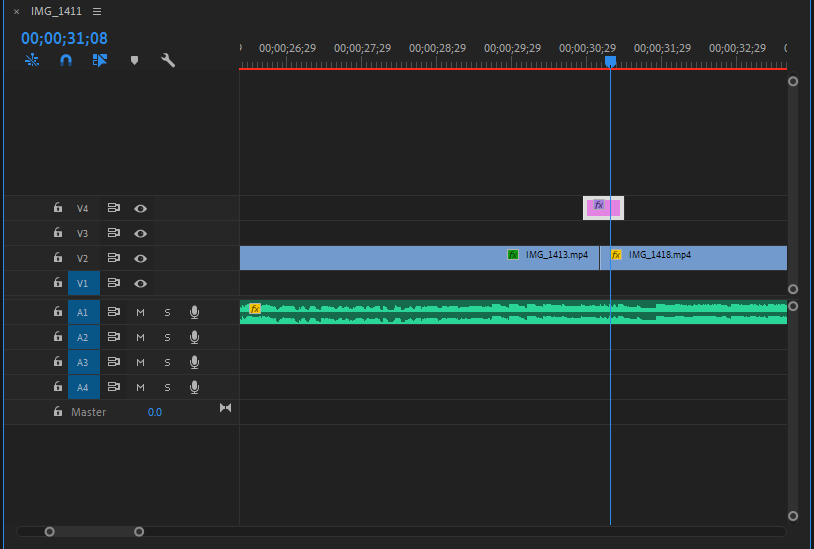 × IMG_1411
00;00;31;08
9 00;00;26;29 00;00;27;29 00;00;28;29 00;00;29;29 00;00;30;29 00;00;31;29 00;00;32;29
fx
V4
V3
V2 fx IMG_1413.mp4 fx IMG_1418.mp4
V1
A1 M S fx
A2 M S
A3 M S
A4 M S
Master 0.0